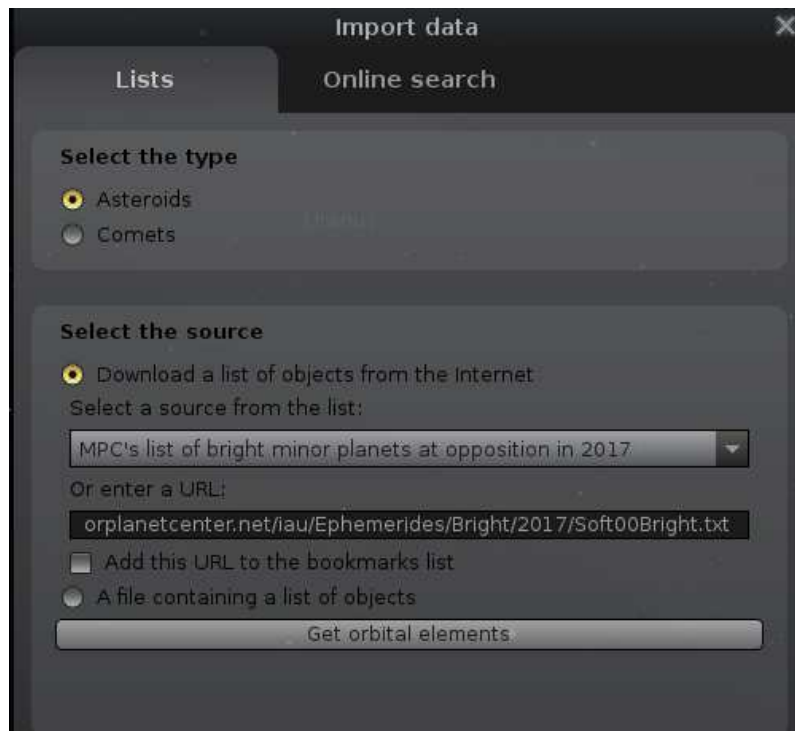 Import data
Lists
Online search
Select the type
Asteroids
Comets
Select the source
Download a list of objects from the Internet
Select a source from the list:
MPC's list of bright minor planets at opposition in 2017
Or enter a URL:
orplanetcenter.net/iau/Ephemerides/Bright/2017/Soft00Bright.txt
Add this URL to the bookmarks list
A file containing a list of objects
Get orbital elements